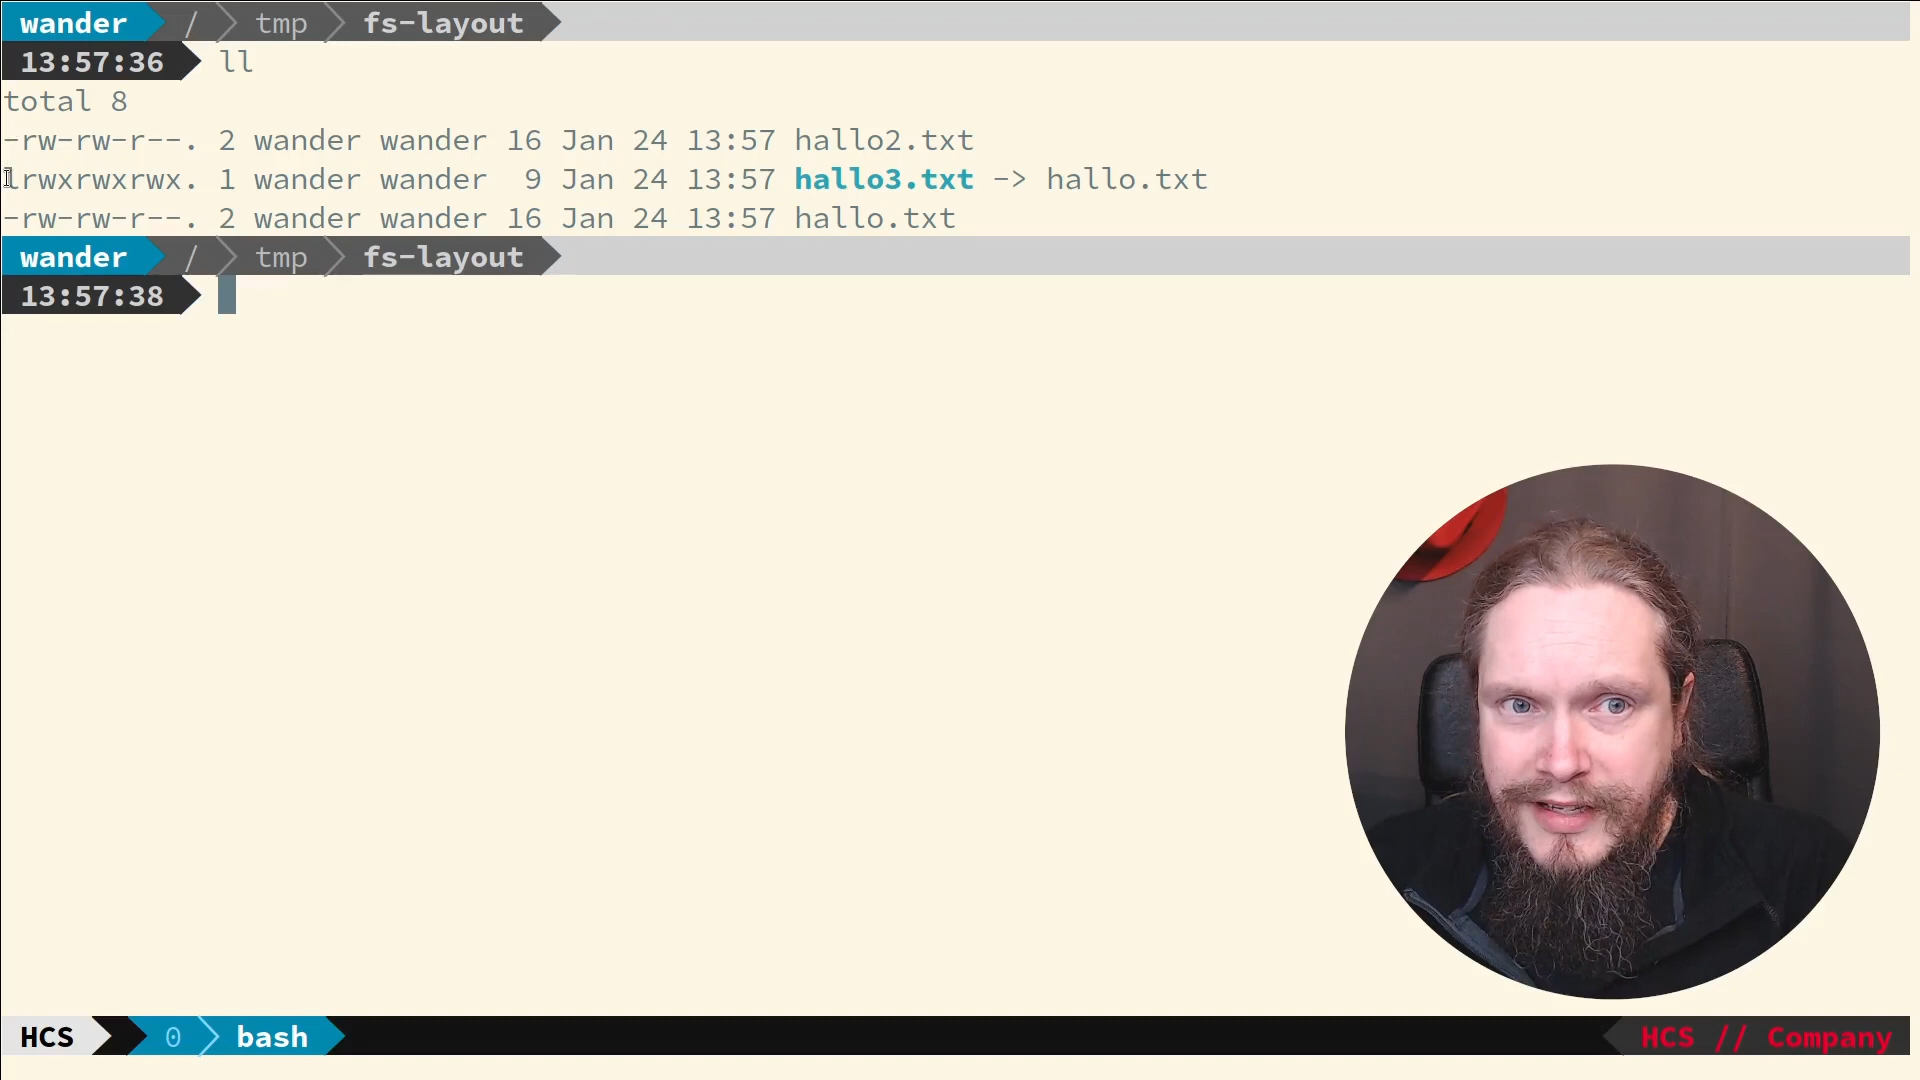 wander / tmp fs-layout
13:57:36 ll
total 8
-rw-rw-r--. 2 wander wander 16 Jan 24 13:57 hallo2.txt
lrwxrwxrwx. 1 wander wander  9 Jan 24 13:57 hallo3.txt -> hallo.txt
-rw-rw-r--. 2 wander wander 16 Jan 24 13:57 hallo.txt
wander / tmp fs-layout
13:57:38
HCS 0 bash HCS // Company